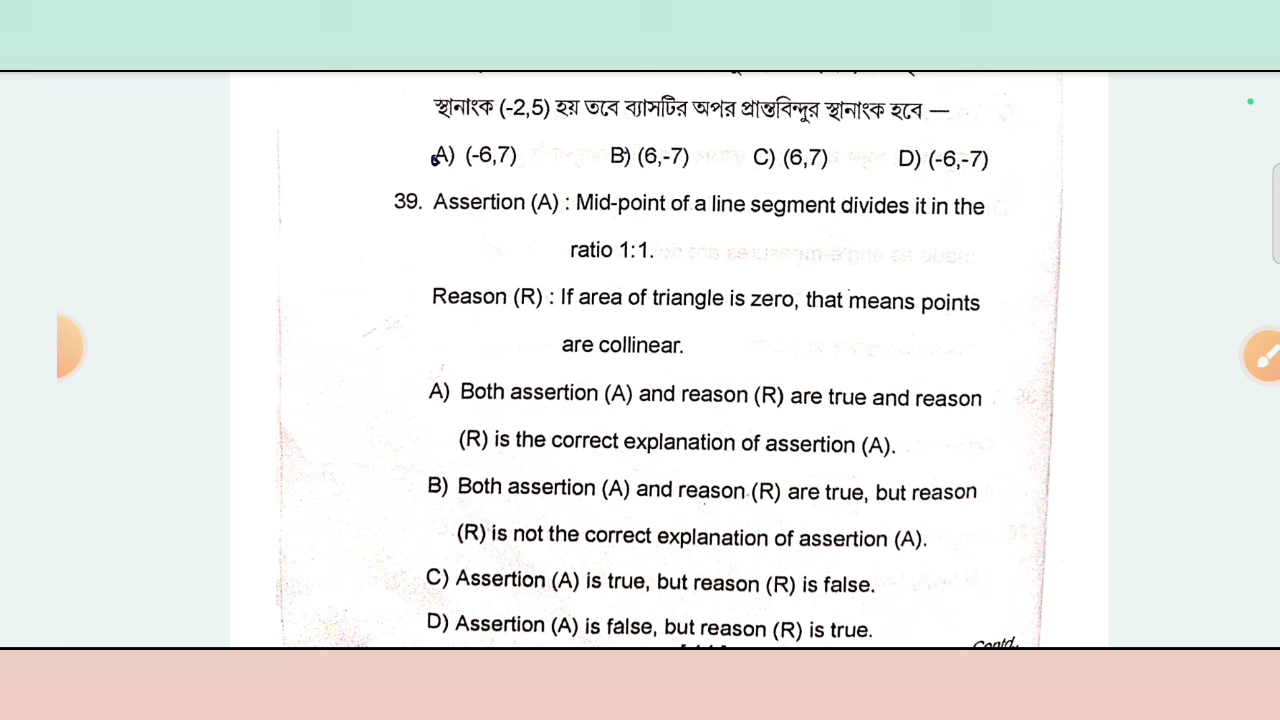 স্থানাংক (-2,5) হয় তবে ব্যাসটির অপর প্রান্তবিন্দুর স্থানাংক হবে —
A) (-6,7) B) (6,-7) C) (6,7) D) (-6,-7)
39. Assertion (A) : Mid-point of a line segment divides it in the
ratio 1:1.
Reason (R) : If area of triangle is zero, that means points
are collinear.
A) Both assertion (A) and reason (R) are true and reason
(R) is the correct explanation of assertion (A).
B) Both assertion (A) and reason (R) are true, but reason
(R) is not the correct explanation of assertion (A).
C) Assertion (A) is true, but reason (R) is false.
D) Assertion (A) is false, but reason (R) is true.
Contd.